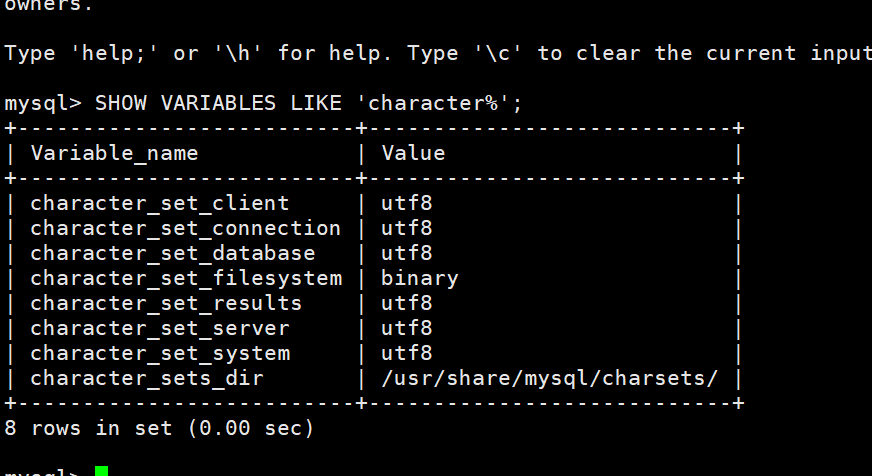 owners.
Type 'help;' or '\h' for help. Type '\c' to clear the current input
mysql> SHOW VARIABLES LIKE 'character%';
+--------------------------+----------------------------+
| Variable_name            | Value                      |
+--------------------------+----------------------------+
| character_set_client     | utf8                       |
| character_set_connection | utf8                       |
| character_set_database   | utf8                       |
| character_set_filesystem | binary                     |
| character_set_results    | utf8                       |
| character_set_server     | utf8                       |
| character_set_system     | utf8                       |
| character_sets_dir       | /usr/share/mysql/charsets/ |
+--------------------------+----------------------------+
8 rows in set (0.00 sec)
mysql>